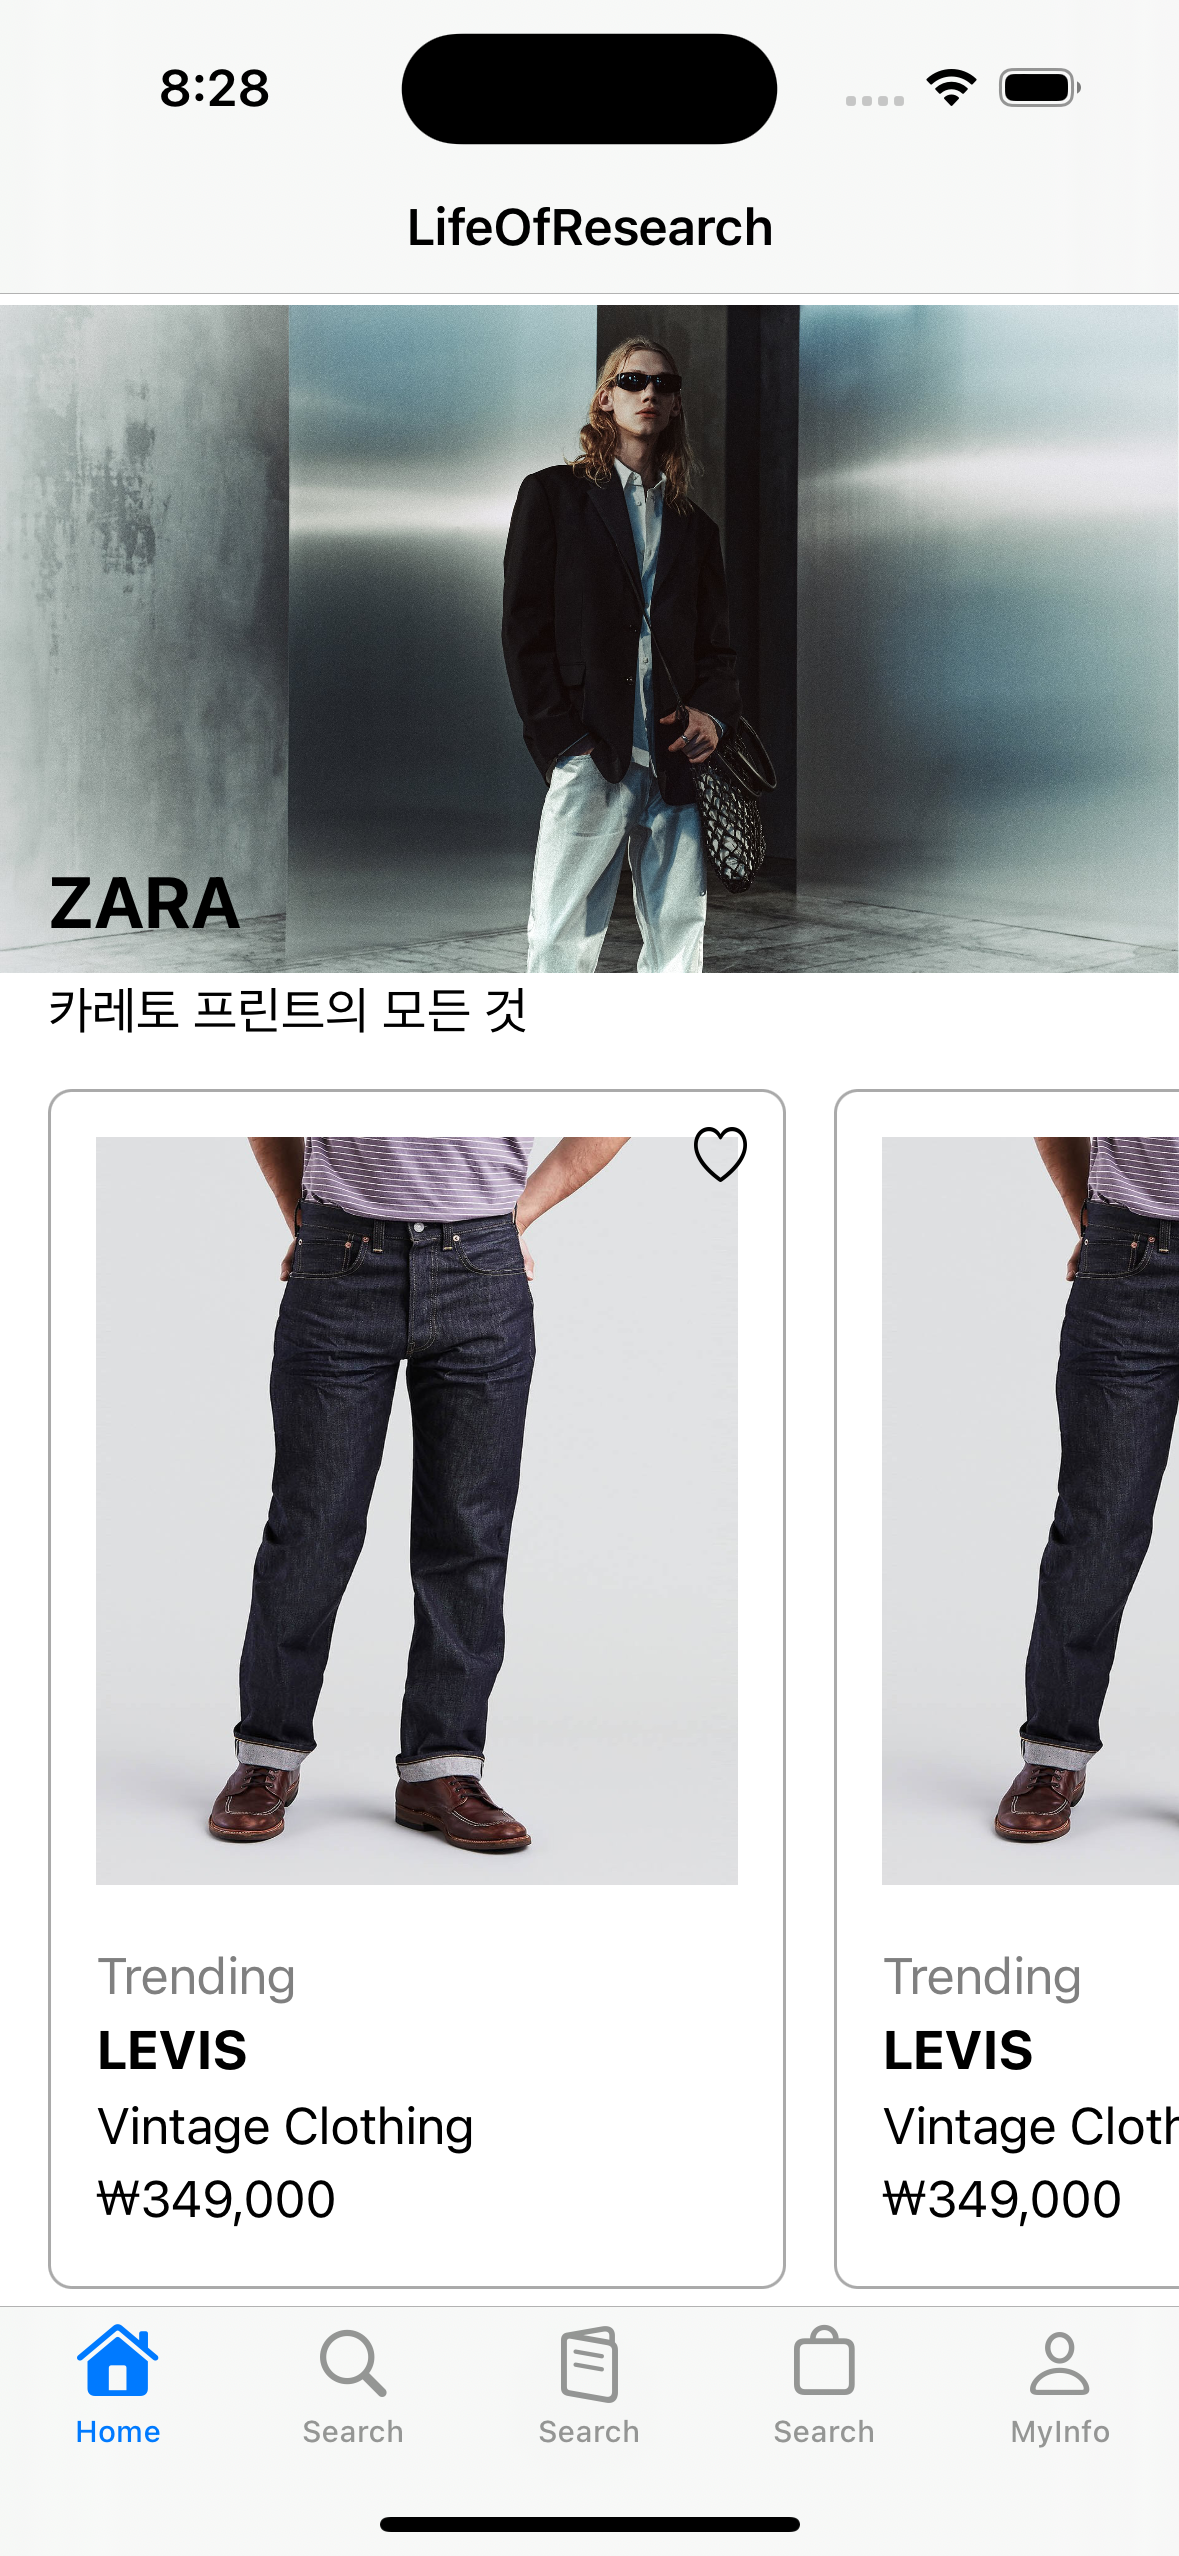 8:28
LifeOfResearch
ZARA
카레토 프린트의 모든 것
Trending
LEVIS
Vintage Clothing
₩349,000
Trending
LEVIS
Vintage Cloth
₩349,000
Home
Search
Search
Search
MyInfo